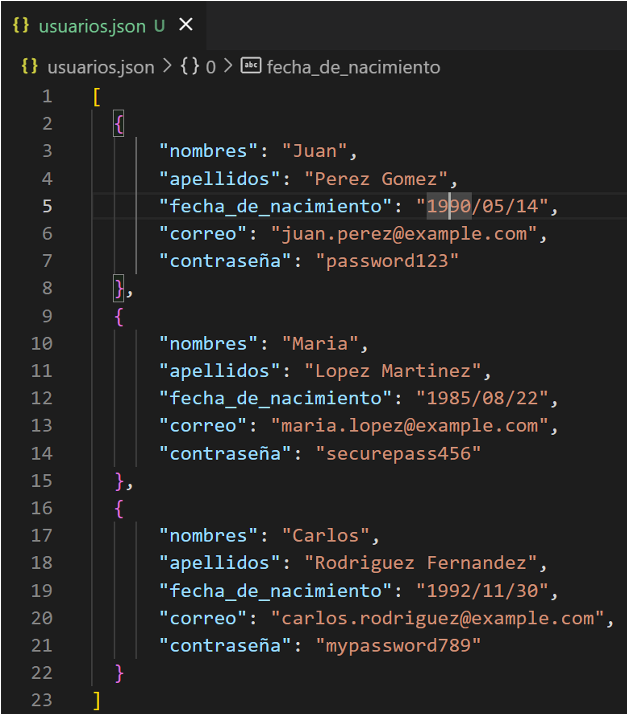 {} usuarios.json U ×
{} usuarios.json > {} 0 > abc fecha_de_nacimiento
1 [
2 {
3 "nombres": "Juan",
4 "apellidos": "Perez Gomez",
5 "fecha_de_nacimiento": "1990/05/14",
6 "correo": "juan.perez@example.com",
7 "contraseña": "password123"
8 },
9 {
10 "nombres": "Maria",
11 "apellidos": "Lopez Martinez",
12 "fecha_de_nacimiento": "1985/08/22",
13 "correo": "maria.lopez@example.com",
14 "contraseña": "securepass456"
15 },
16 {
17 "nombres": "Carlos",
18 "apellidos": "Rodriguez Fernandez",
19 "fecha_de_nacimiento": "1992/11/30",
20 "correo": "carlos.rodriguez@example.com",
21 "contraseña": "mypassword789"
22 }
23 ]